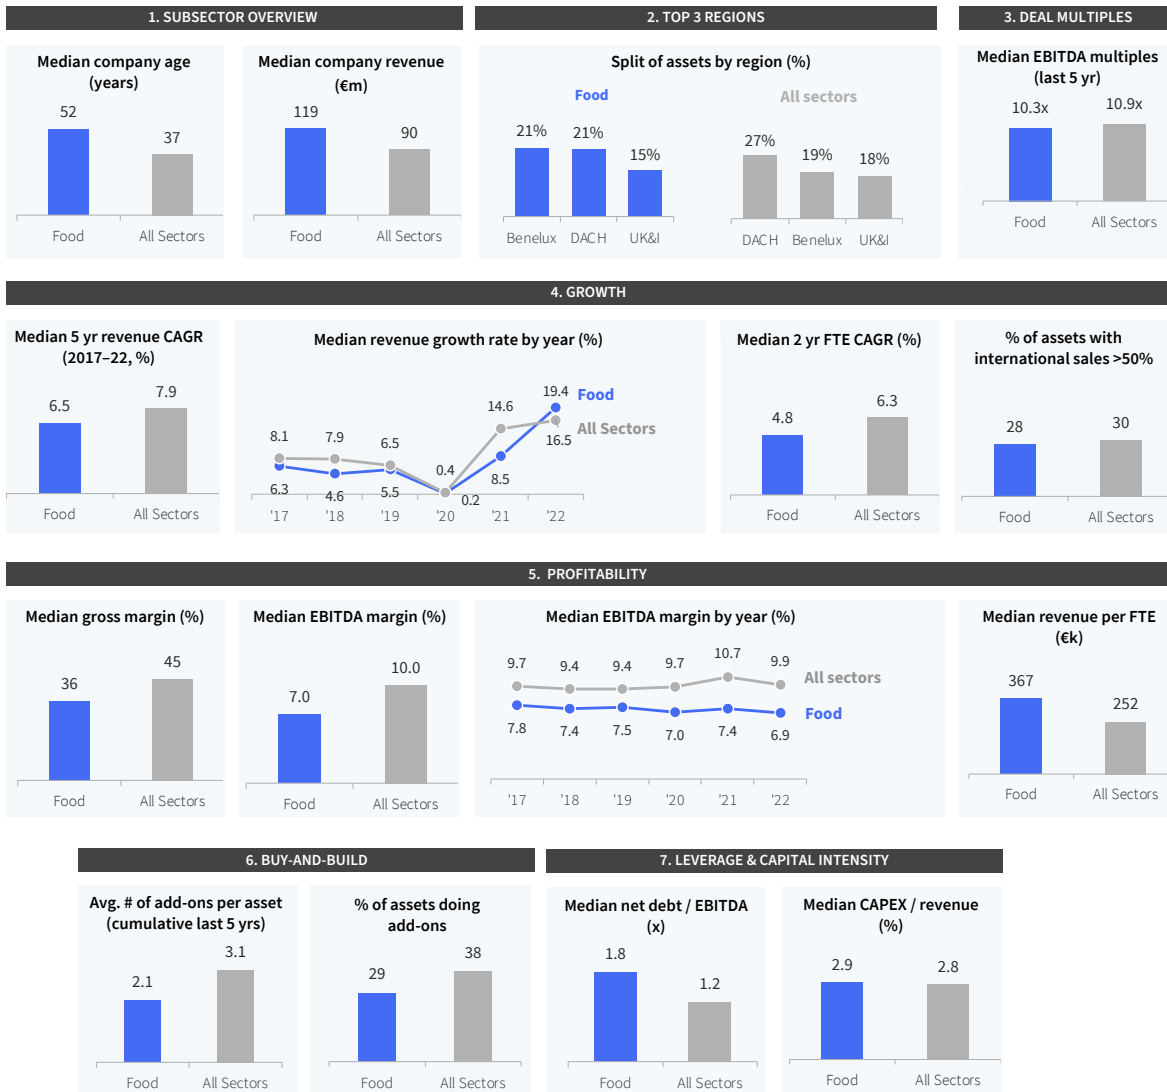 1. SUBSECTOR OVERVIEW
Median company age
(years)
52
37
Food
All Sectors
Median company revenue
(€m)
119
90
Food
All Sectors
2. TOP 3 REGIONS
Split of assets by region (%)
Food
21%
21%
15%
Benelux
DACH
UK&I
All sectors
27%
19%
18%
DACH
Benelux
UK&I
3. DEAL MULTIPLES
Median EBITDA multiples
(last 5 yr)
10.3x
10.9x
Food
All Sectors
4. GROWTH
Median 5 yr revenue CAGR
(2017–22, %)
6.5
7.9
Food
All Sectors
Median revenue growth rate by year (%)
8.1
7.9
6.5
0.4
14.6
19.4
Food
All Sectors
16.5
6.3
4.6
5.5
0.2
8.5
'17
'18
'19
'20
'21
'22
Median 2 yr FTE CAGR (%)
4.8
6.3
Food
All Sectors
% of assets with
international sales >50%
28
30
Food
All Sectors
5. PROFITABILITY
Median gross margin (%)
36
45
Food
All Sectors
Median EBITDA margin (%)
7.0
10.0
Food
All Sectors
Median EBITDA margin by year (%)
9.7
9.4
9.4
9.7
10.7
9.9
All sectors
Food
7.8
7.4
7.5
7.0
7.4
6.9
'17
'18
'19
'20
'21
'22
Median revenue per FTE
(€k)
367
252
Food
All Sectors
6. BUY-AND-BUILD
Avg. # of add-ons per asset
(cumulative last 5 yrs)
2.1
3.1
Food
All Sectors
% of assets doing
add-ons
29
38
Food
All Sectors
7. LEVERAGE & CAPITAL INTENSITY
Median net debt / EBITDA
(x)
1.8
1.2
Food
All Sectors
Median CAPEX / revenue
(%)
2.9
2.8
Food
All Sectors